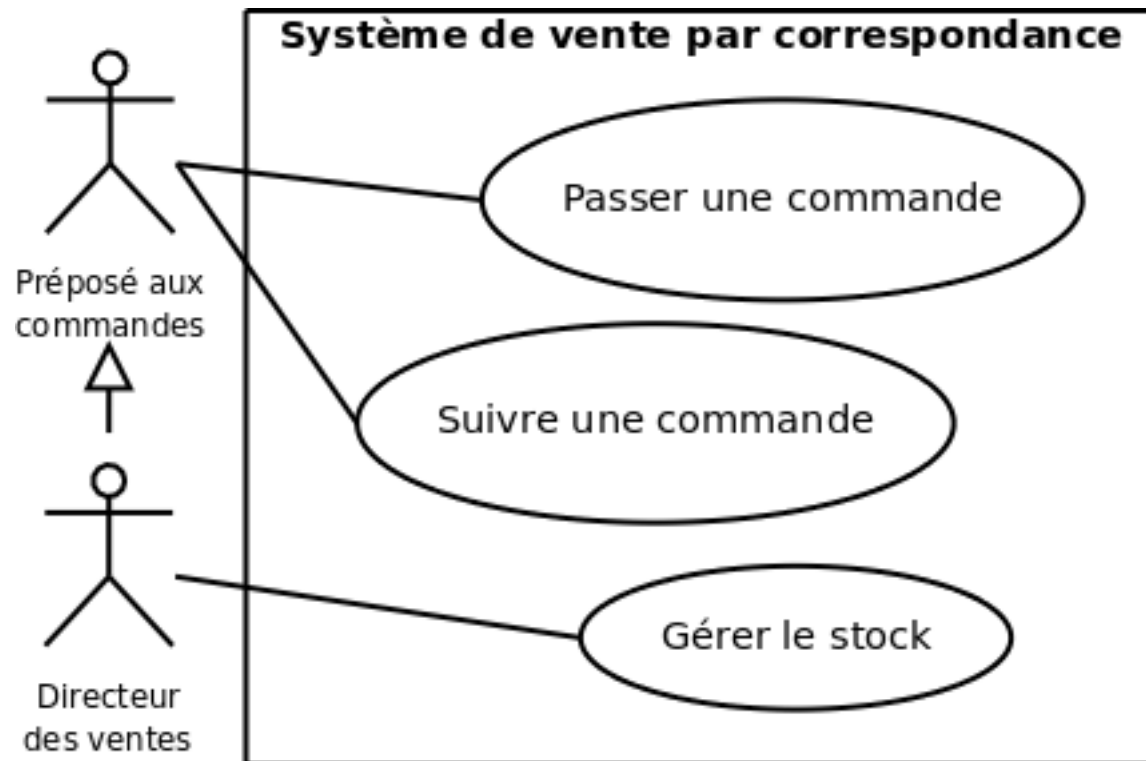 Système de vente par correspondance
Passer une commande
Préposé aux
commandes
Suivre une commande
Gérer le stock
Directeur
des ventes